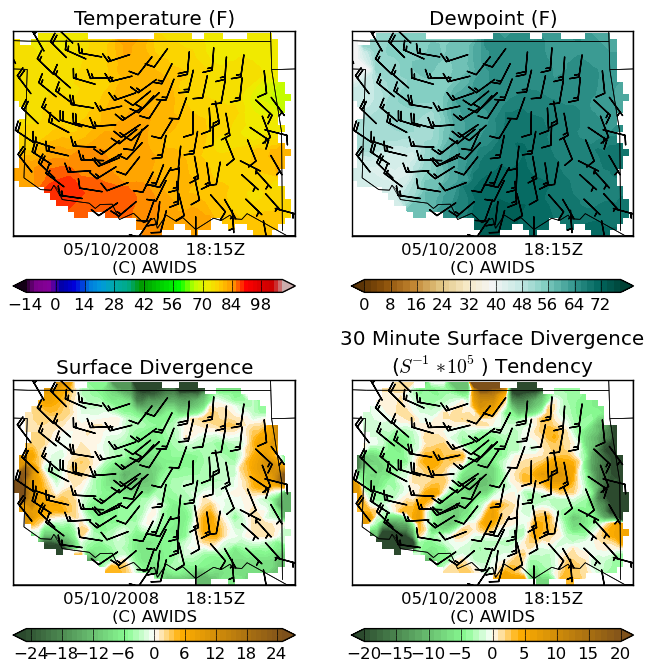 Temperature (F)
Dewpoint (F)
05/10/2008 18:15Z
(C) AWIDS
05/10/2008 18:15Z
(C) AWIDS
−14 0 14 28 42 56 70 84 98
0 8 16 24 32 40 48 56 64 72
Surface Divergence
30 Minute Surface Divergence
(S⁻¹ *10⁵ ) Tendency
05/10/2008 18:15Z
(C) AWIDS
05/10/2008 18:15Z
(C) AWIDS
−24 −18 −12 −6 0 6 12 18 24
−20 −15 −10 −5 0 5 10 15 20